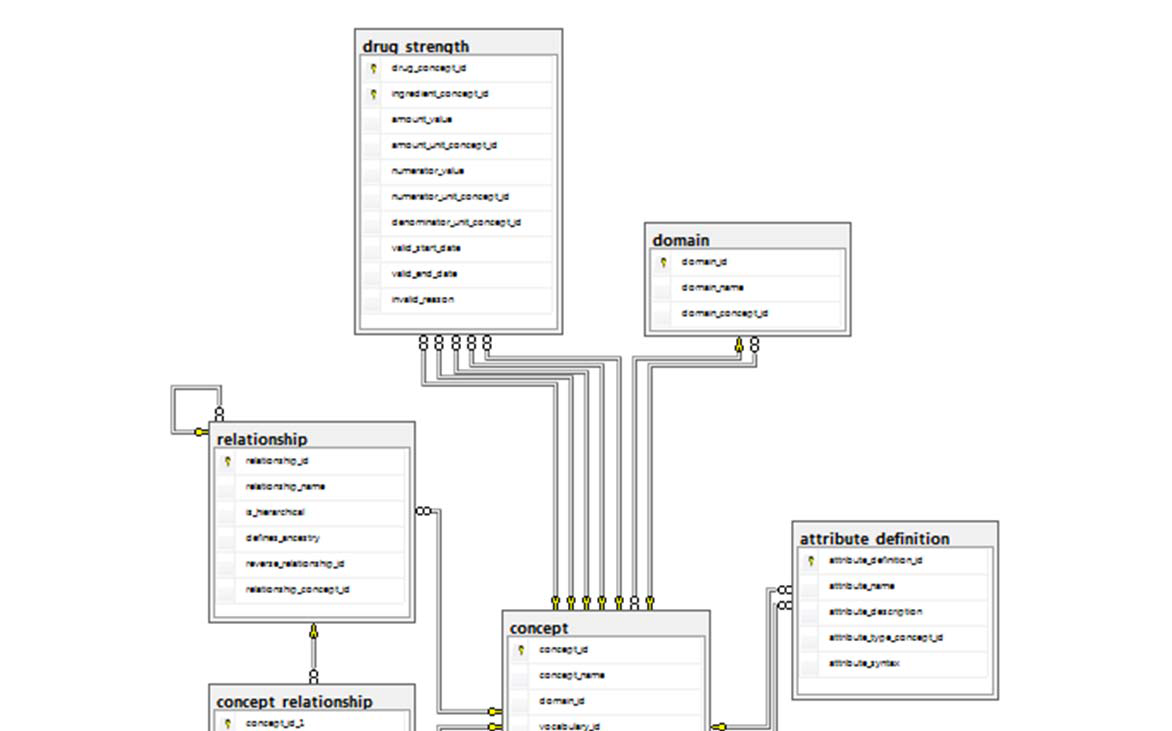 drug_strength
drug_concept_id
ingredient_concept_id
amount_value
amount_unit_concept_id
numerator_value
numerator_unit_concept_id
denominator_unit_concept_id
valid_start_date
valid_end_date
invalid_reason
domain
domain_id
domain_name
domain_concept_id
relationship
relationship_id
relationship_name
is_hierarchical
defines_ancestry
reverse_relationship_id
relationship_concept_id
attribute_definition
attribute_definition_id
attribute_name
attribute_description
attribute_type_concept_id
attribute_syntax
concept
concept_id
concept_name
domain_id
vocabulary_id
concept_relationship
concept_id_1